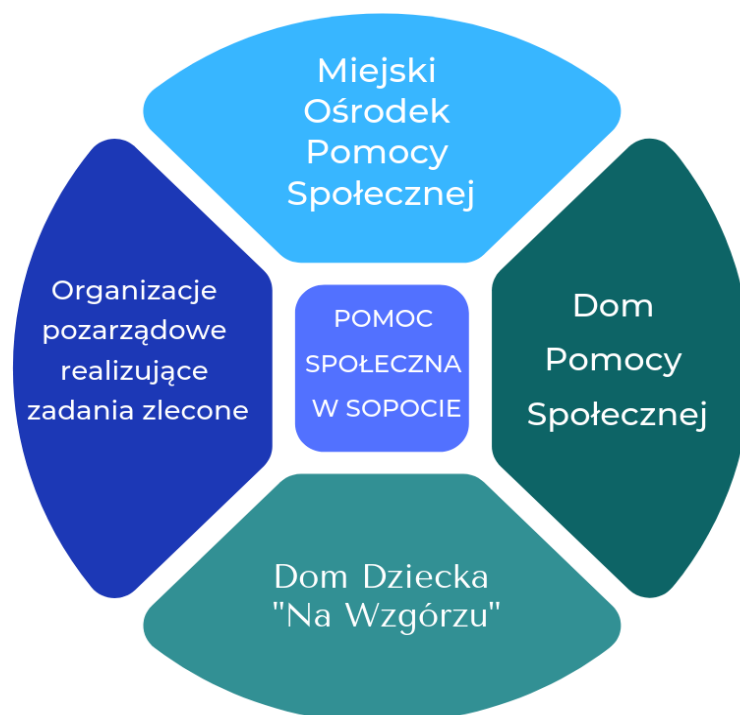 Miejski
Ośrodek
Pomocy
Społecznej
Organizacje
pozarządowe
realizujące
zadania zlecone
POMOC
SPOŁECZNA
W SOPOCIE
Dom
Pomocy
Społecznej
Dom Dziecka
"Na Wzgórzu"